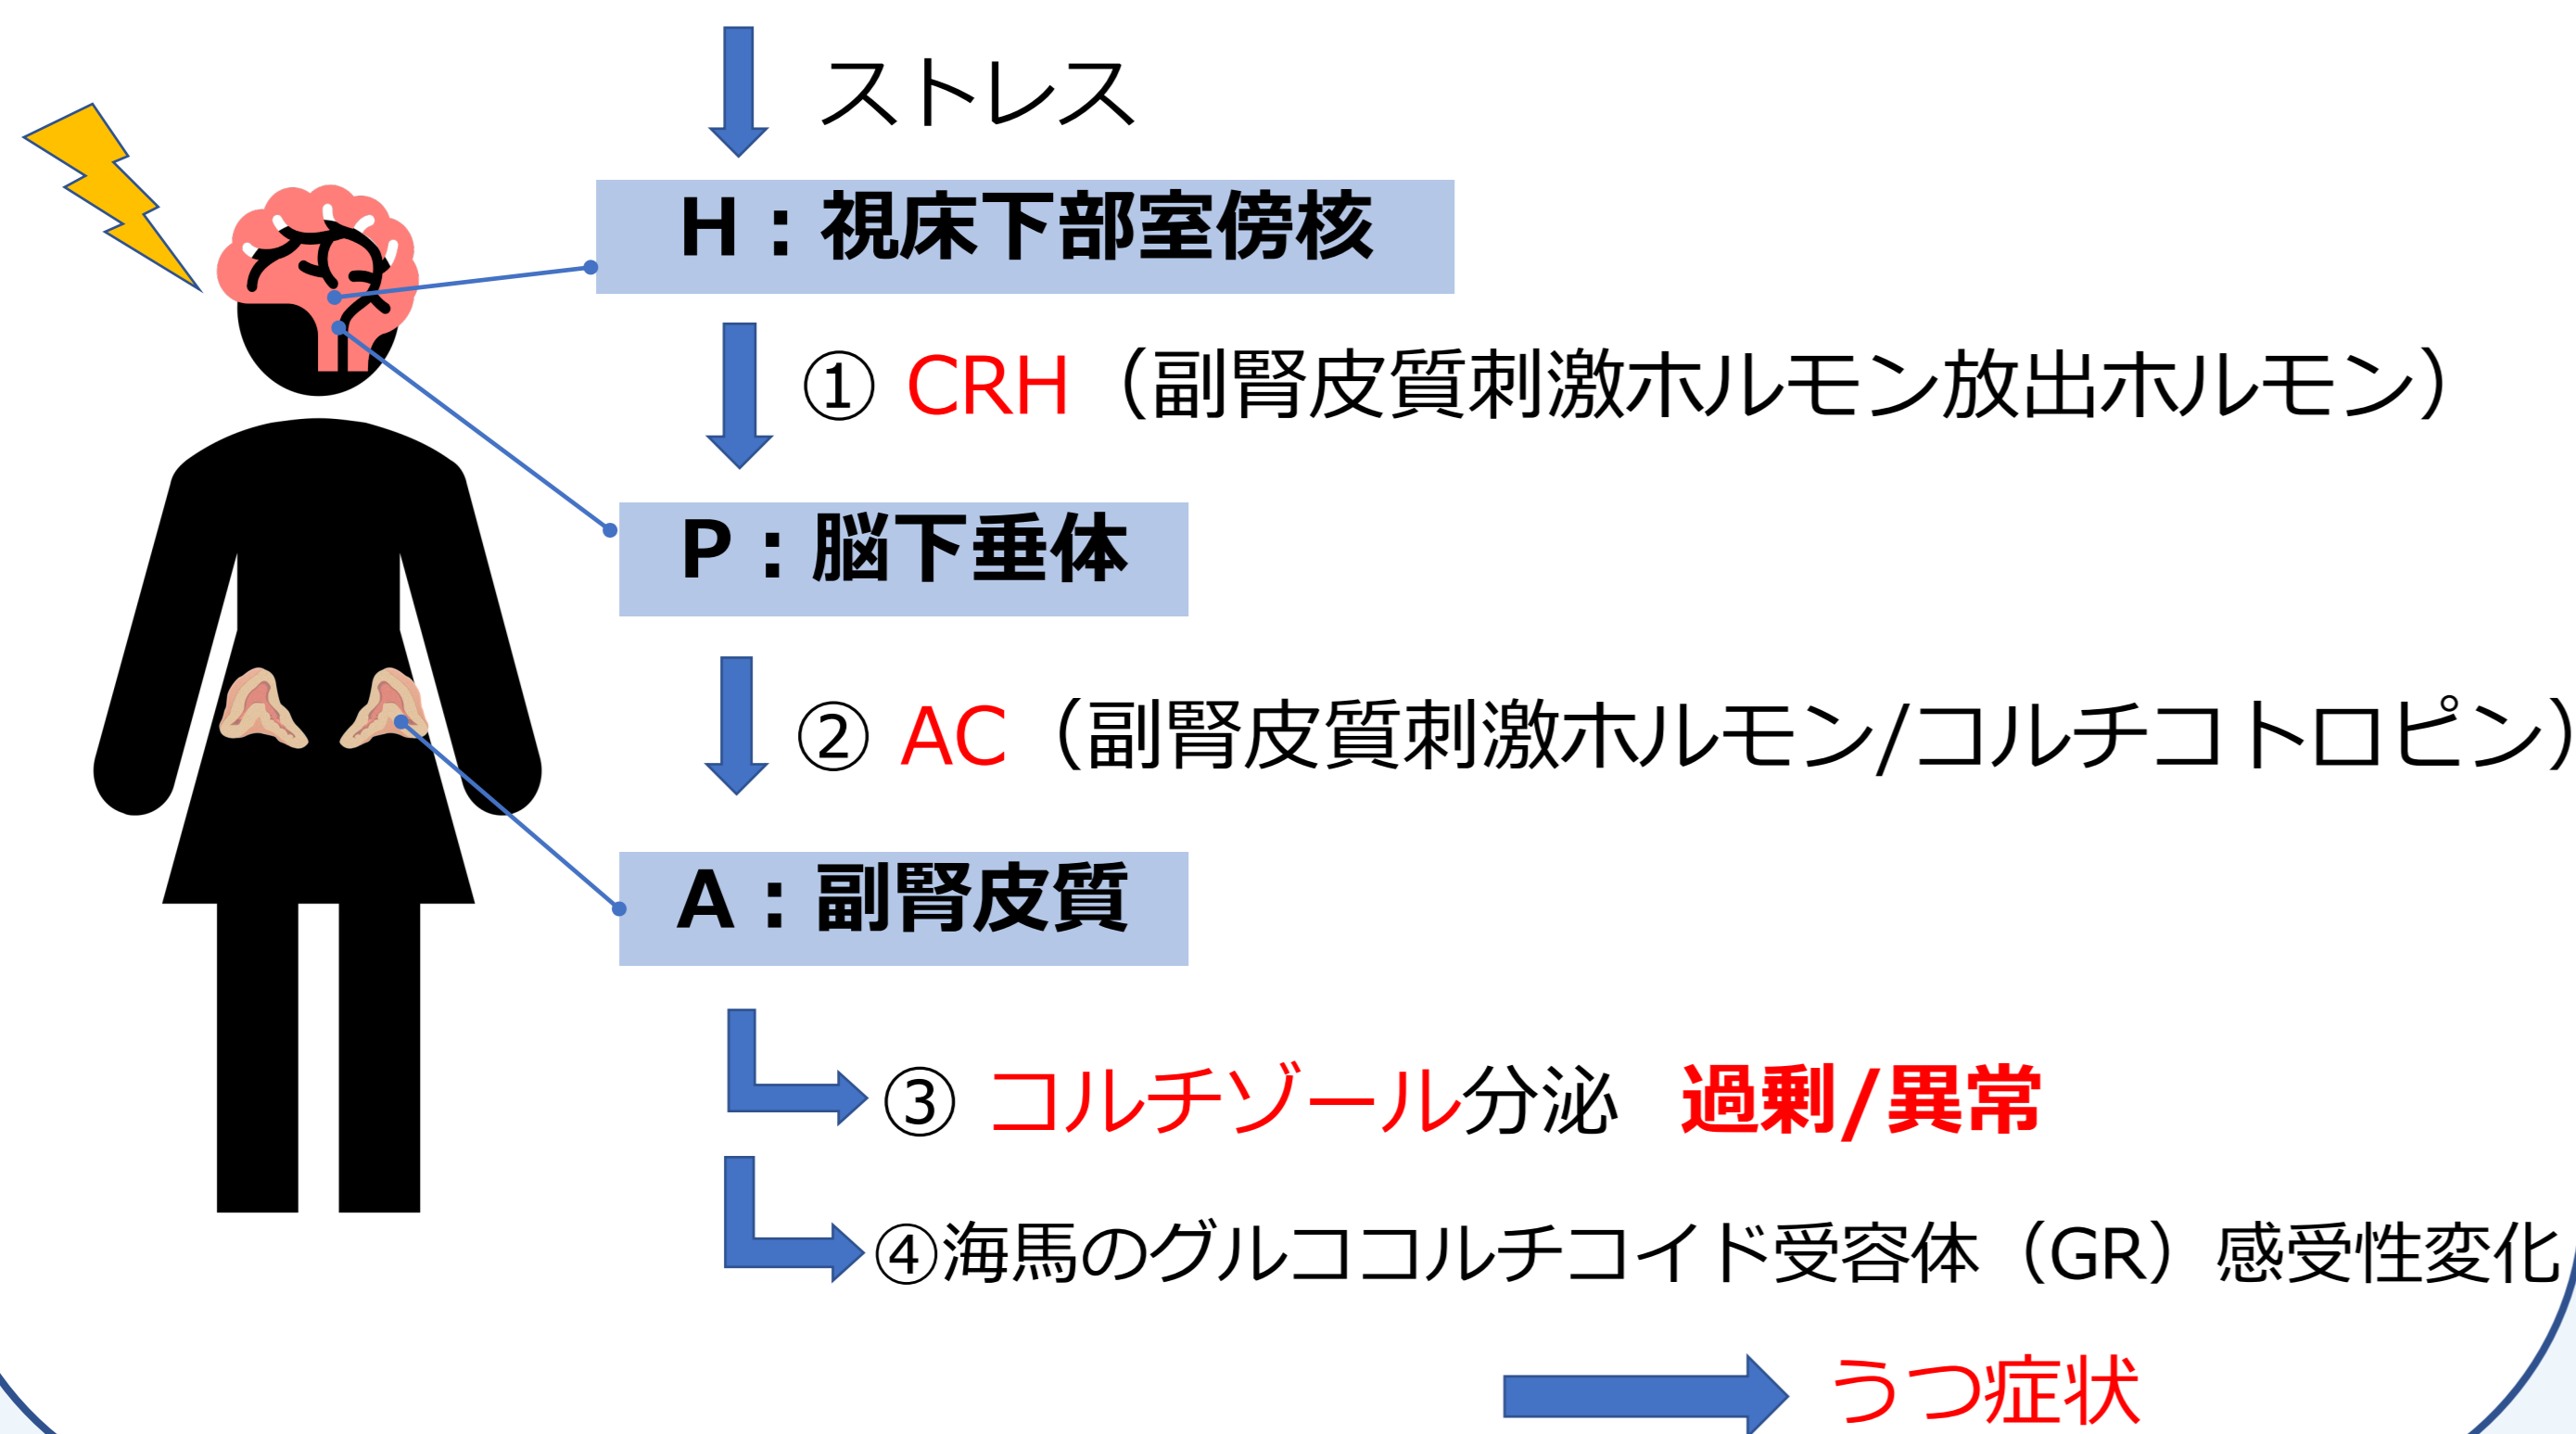 ストレス
H：視床下部室傍核
① CRH（副腎皮質刺激ホルモン放出ホルモン）
P：脳下垂体
② AC（副腎皮質刺激ホルモン/コルチコトロピン）
A：副腎皮質
③ コルチゾール分泌　過剰/異常
④海馬のグルココルチコイド受容体（GR）感受性変化
うつ症状